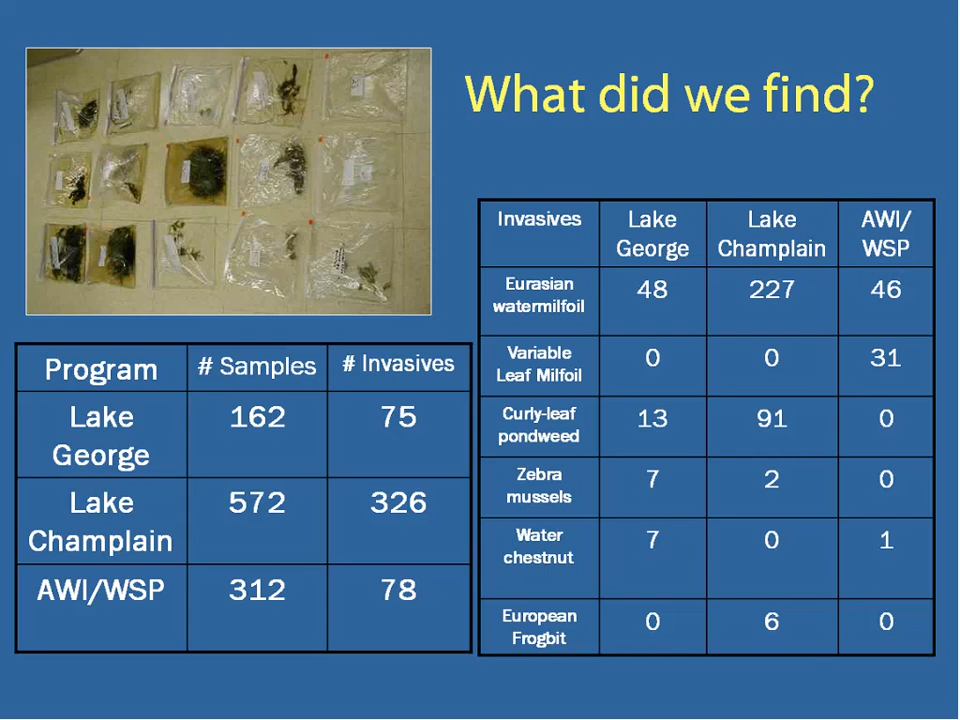 What did we find?
Program # Samples # Invasives
Lake George 162 75
Lake Champlain 572 326
AWI/WSP 312 78
Invasives Lake George Lake Champlain AWI/ WSP
Eurasian watermilfoil 48 227 46
Variable Leaf Milfoil 0 0 31
Curly-leaf pondweed 13 91 0
Zebra mussels 7 2 0
Water chestnut 7 0 1
European Frogbit 0 6 0